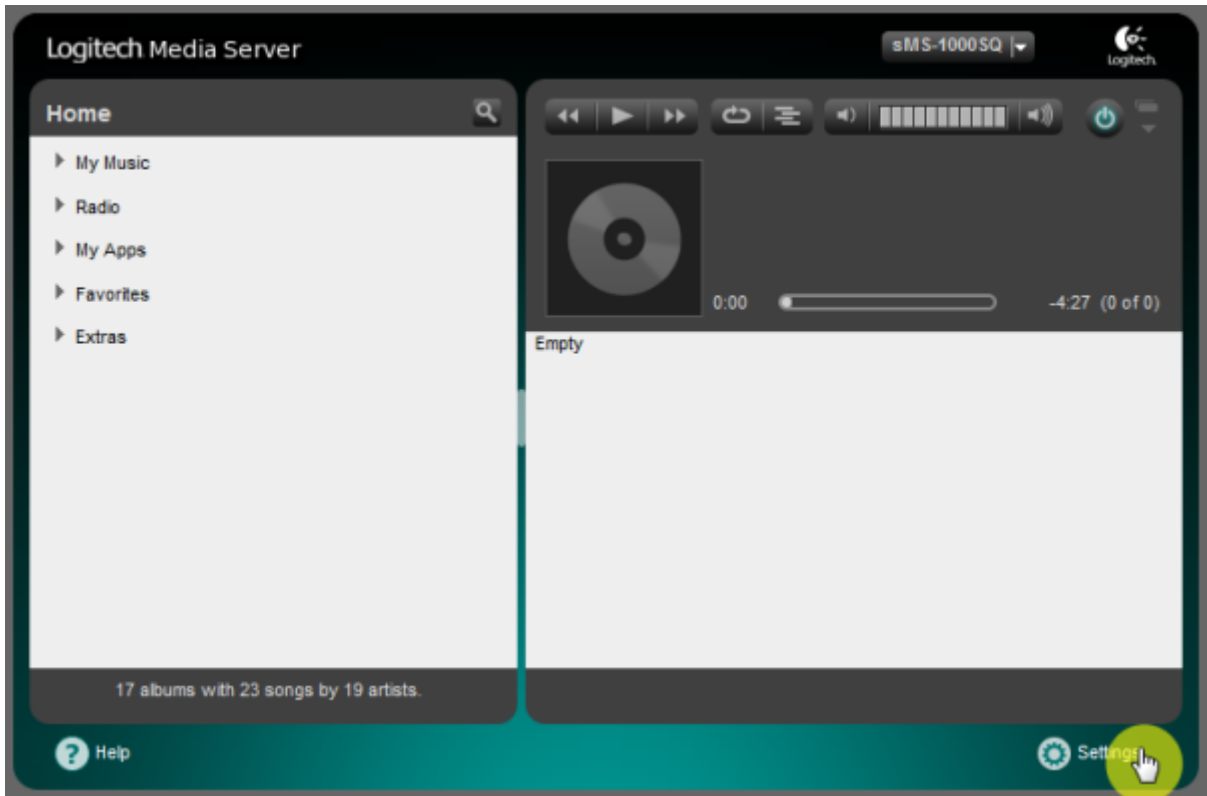 Logitech Media Server
sMS-1000SQ
Logitech
Home
My Music
Radio
My Apps
Favorites
Extras
0:00
-4:27 (0 of 0)
Empty
17 albums with 23 songs by 19 artists.
? Help
Settings